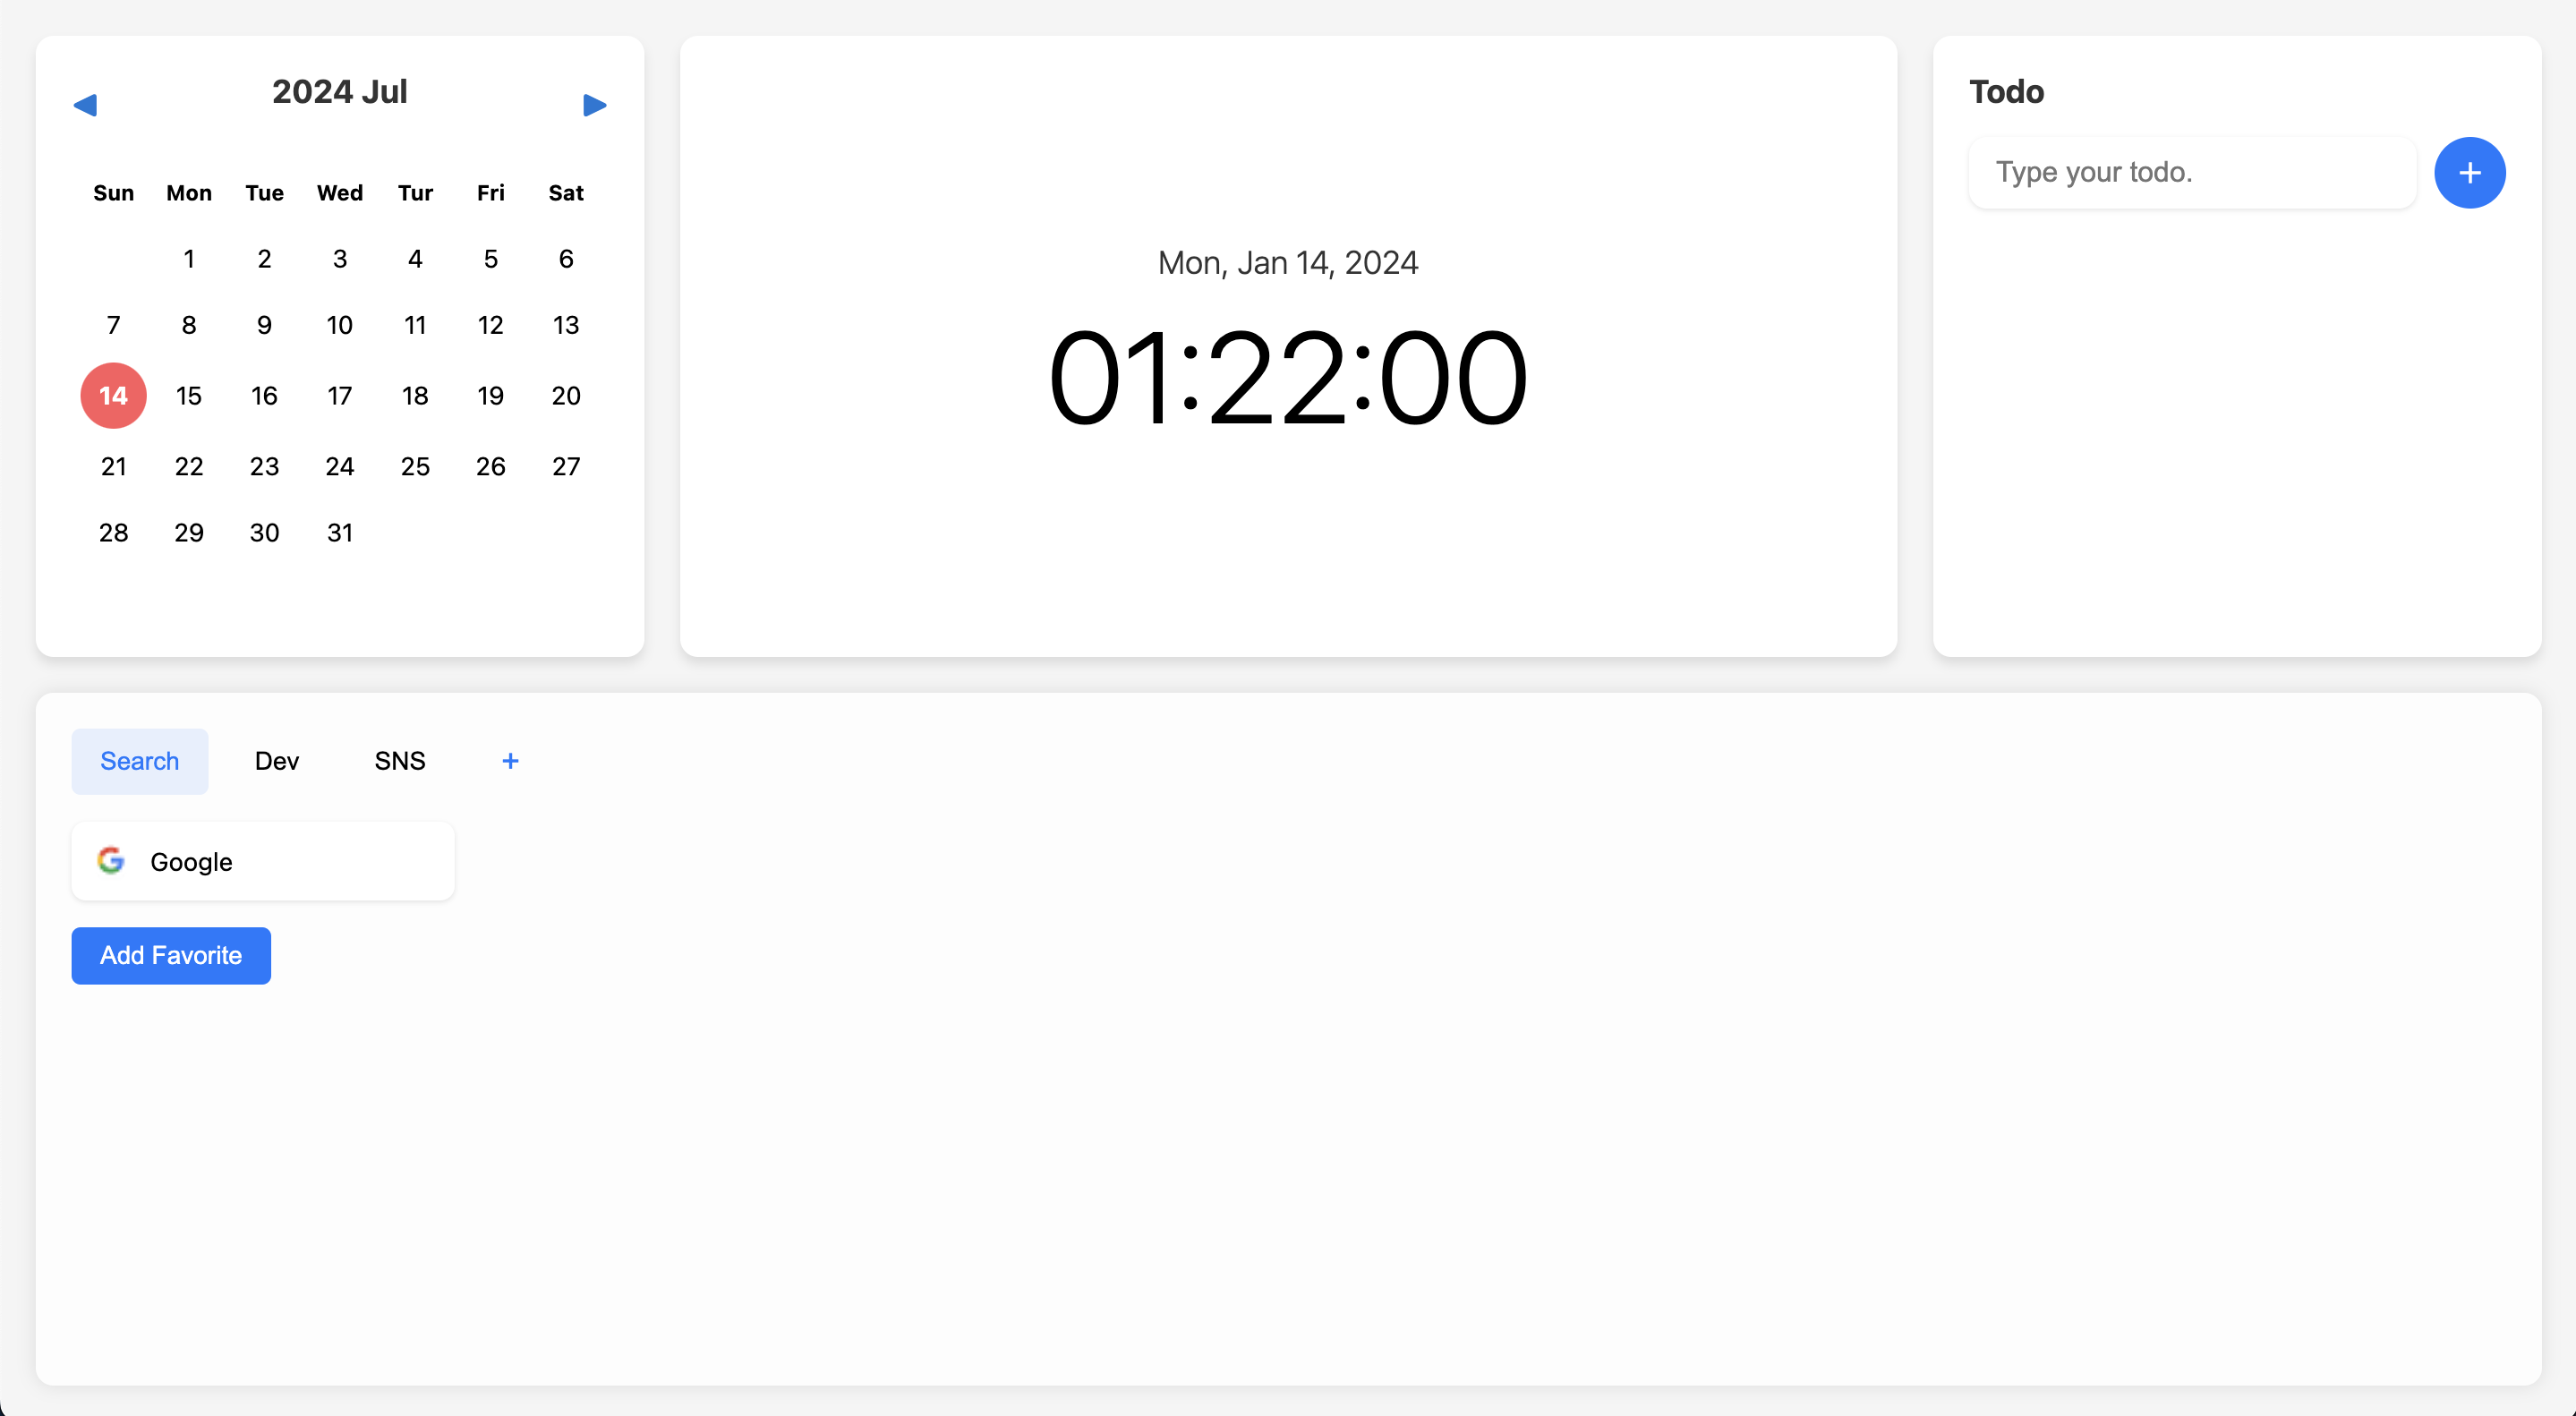 2024 Jul
Sun Mon Tue Wed Tur Fri Sat
1 2 3 4 5 6
7 8 9 10 11 12 13
14 15 16 17 18 19 20
21 22 23 24 25 26 27
28 29 30 31
Mon, Jan 14, 2024
01:22:00
Todo
Type your todo.
+
Search Dev SNS +
Google
Add Favorite